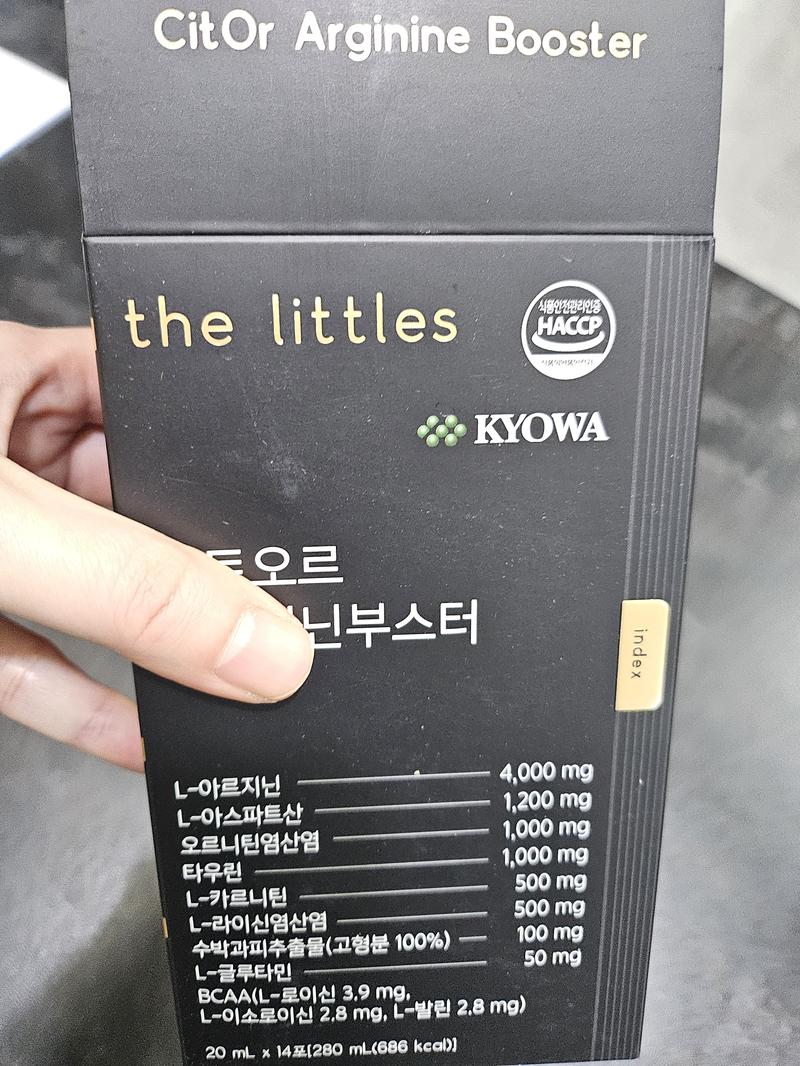 CitOr Arginine Booster
the littles
식품안전관리인증
HACCP
KYOWA
트오르
닌부스터
index
L-아르지닌 4,000 mg
L-아스파트산 1,200 mg
오르니틴염산염 1,000 mg
타우린 1,000 mg
L-카르니틴 500 mg
L-라이신염산염 500 mg
수박과피추출물(고형분 100%) 100 mg
L-글루타민 50 mg
BCAA(L-로이신 3.9 mg,
L-이소로이신 2.8 mg, L-발린 2.8 mg)
20 mL x 14포[280 mL(686 kcal)]